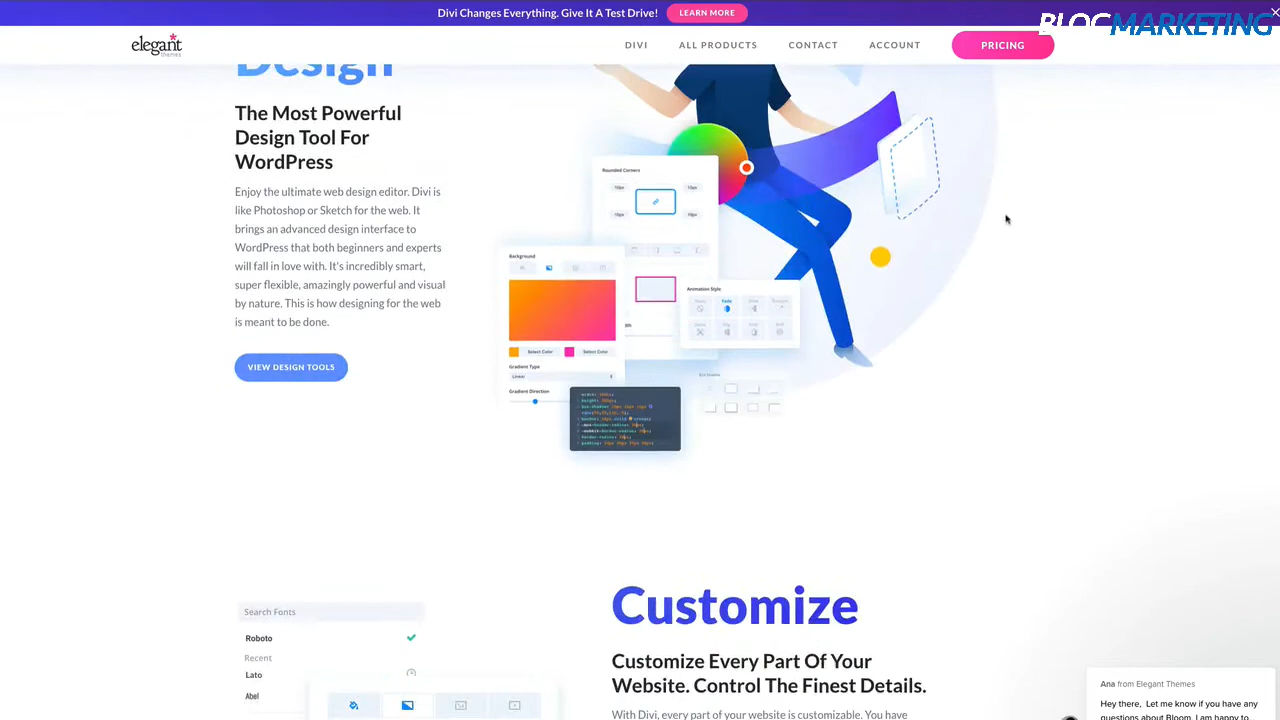 Divi Changes Everything. Give It A Test Drive!
LEARN MORE
BLOGMARKETING
elegant
themes
DIVI
ALL PRODUCTS
CONTACT
ACCOUNT
PRICING
Design
The Most Powerful
Design Tool For
WordPress
Enjoy the ultimate web design editor. Divi is
like Photoshop or Sketch for the web. It
brings an advanced design interface to
WordPress that both beginners and experts
will fall in love with. It's incredibly smart,
super flexible, amazingly powerful and visual
by nature. This is how designing for the web
is meant to be done.
VIEW DESIGN TOOLS
Rounded Corners
Background
Select Color
Select Color
Gradient Type
Linear
Gradient Direction
Animation Style
Fade
Search Fonts
Roboto
Recent
Lato
Abel
Customize
Customize Every Part Of Your
Website. Control The Finest Details.
With Divi, every part of your website is customizable. You have
Ana from Elegant Themes
Hey there, Let me know if you have any
questions about Bloom. I am happy to